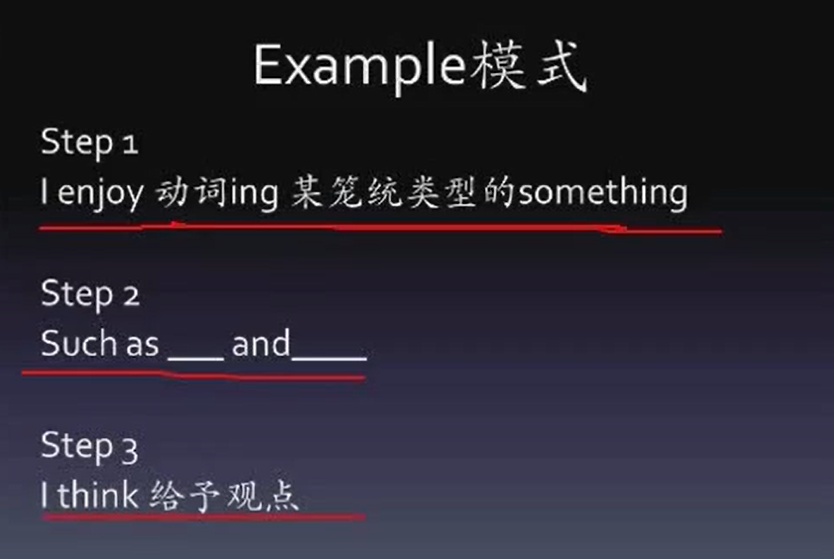 Example模式
Step 1
I enjoy 动词ing 某笼统类型的something
Step 2
Such as ___ and____
Step 3
I think 给予观点